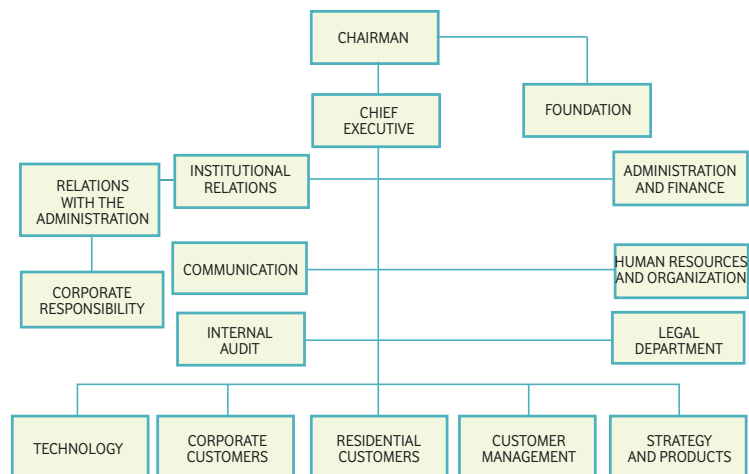 CHAIRMAN
FOUNDATION
CHIEF
EXECUTIVE
INSTITUTIONAL
RELATIONS
ADMINISTRATION
AND FINANCE
RELATIONS
WITH THE
ADMINISTRATION
COMMUNICATION
HUMAN RESOURCES
AND ORGANIZATION
CORPORATE
RESPONSIBILITY
INTERNAL
AUDIT
LEGAL
DEPARTMENT
TECHNOLOGY
CORPORATE
CUSTOMERS
RESIDENTIAL
CUSTOMERS
CUSTOMER
MANAGEMENT
STRATEGY
AND PRODUCTS